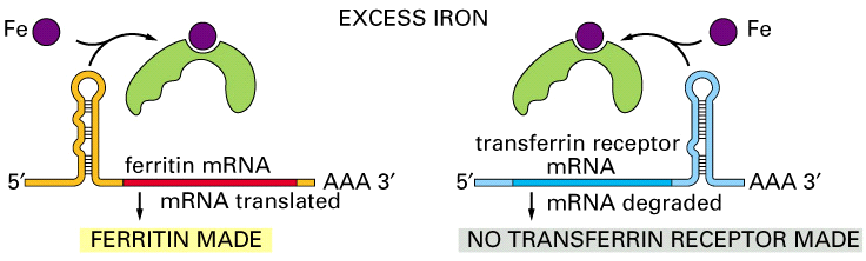 EXCESS IRON
Fe
ferritin mRNA
5′ AAA 3′
mRNA translated
FERRITIN MADE
Fe
transferrin receptor
mRNA
5′ AAA 3′
mRNA degraded
NO TRANSFERRIN RECEPTOR MADE